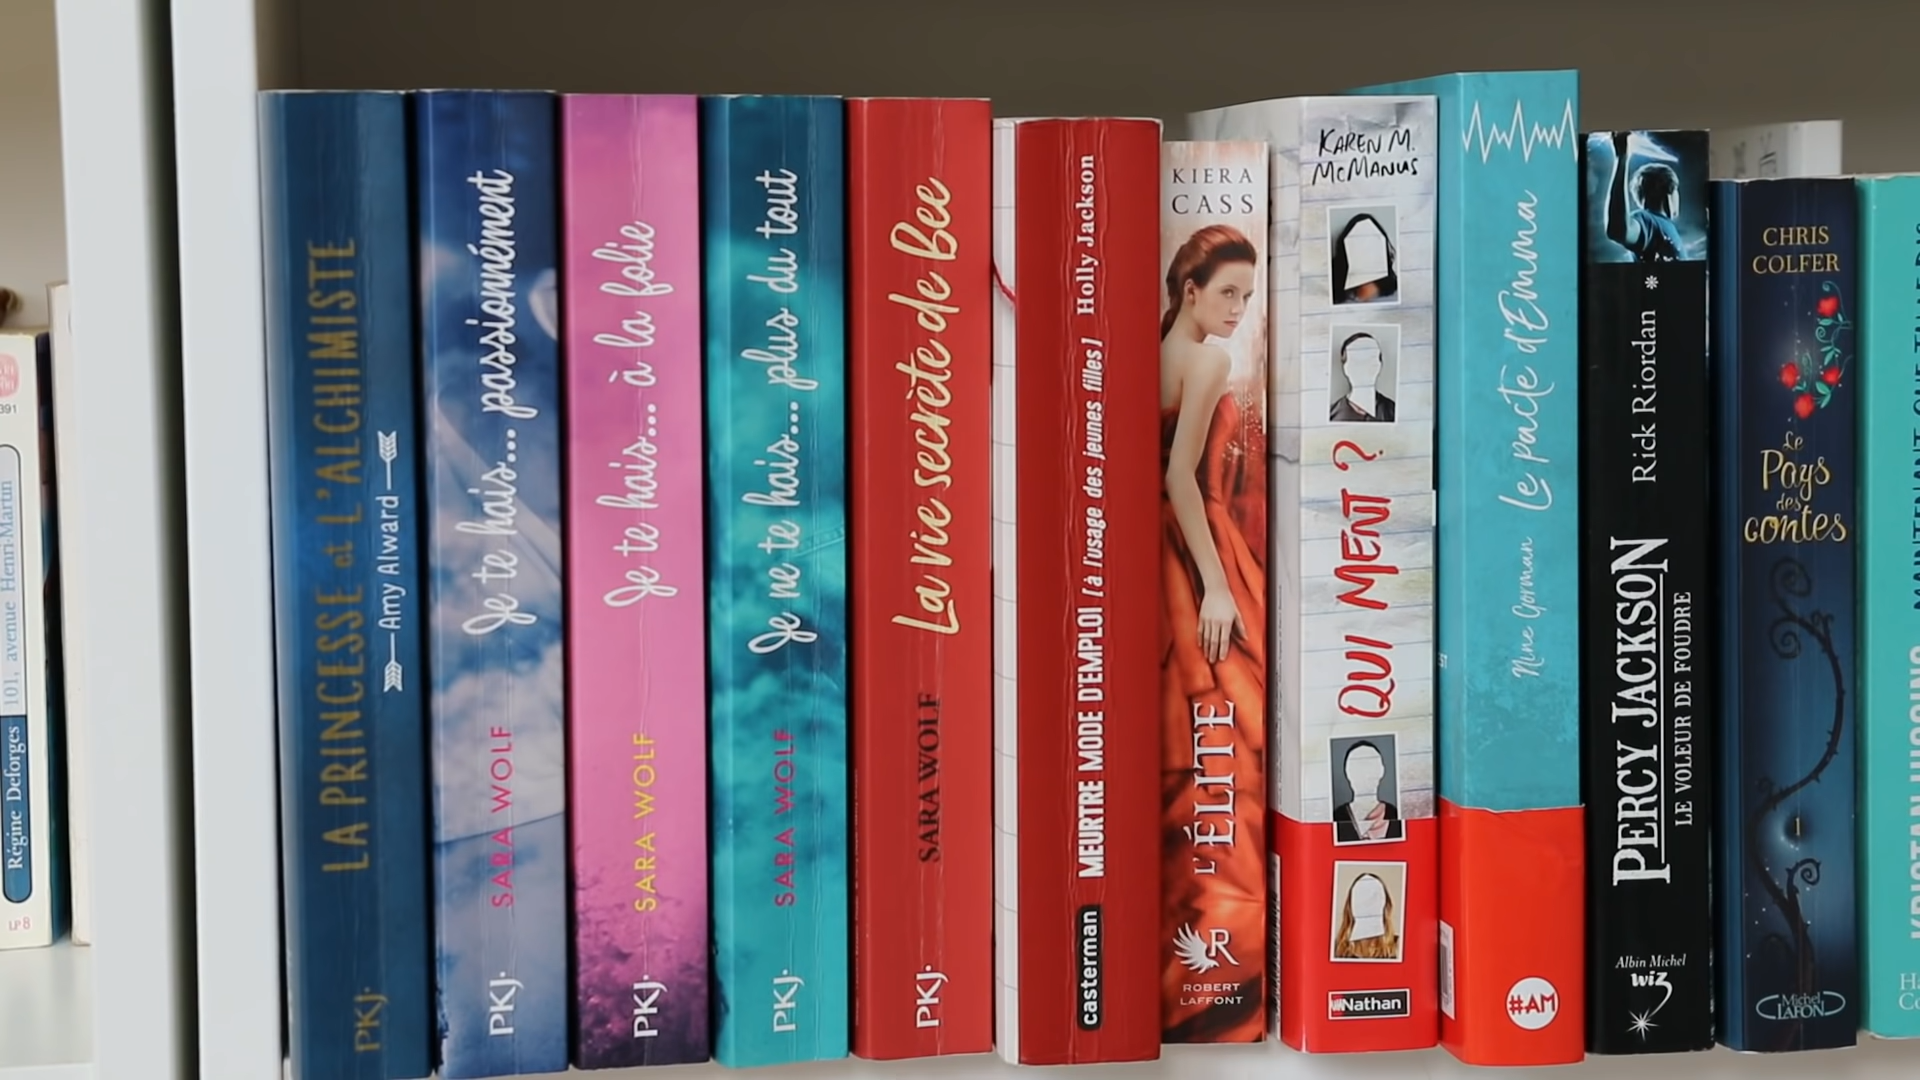 391
101, avenue Henri-Martin
Régine Deforges
LP8
LA PRINCESSE et L'ALCHIMISTE
Amy Alward
PKJ.
Je te hais... passionnément
SARA WOLF
PKJ.
Je te hais... à la folie
SARA WOLF
PKJ.
Je ne te hais... plus du tout
SARA WOLF
PKJ.
La vie secrète de Bee
SARA WOLF
PKJ.
Holly Jackson
MEURTRE MODE D'EMPLOI [à l'usage des jeunes filles]
casterman
KIERA
CASS
L'ÉLITE
R
ROBERT
LAFFONT
KAREN M.
McMANUS
QUI MENT ?
Nathan
Nine Gorman Le pacte d'Emma
#AM
Rick Riordan *
PERCY JACKSON
LE VOLEUR DE FOUDRE
Albin Michel
wiz
CHRIS
COLFER
Le
Pays
des
contes
1
Michel
LAFON